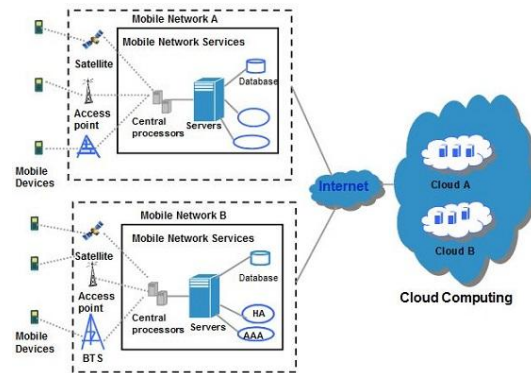 Mobile Network A
Mobile Network Services
Satellite
Database
Access
point
Central
processors
Servers
Mobile
Devices
Internet
Cloud A
Cloud B
Cloud Computing
Mobile Network B
Mobile Network Services
Satellite
Database
Access
point
Central
processors
Servers
HA
AAA
Mobile
Devices
BTS